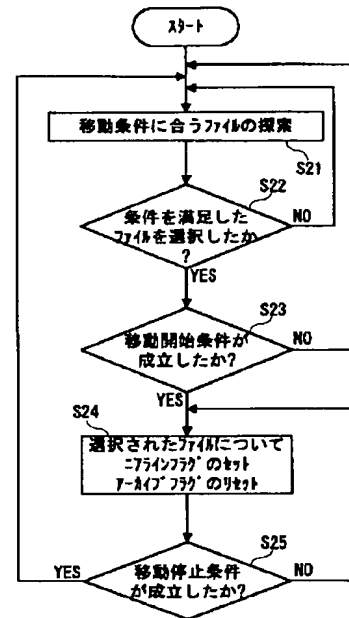 スタート
移動条件に合うファイルの探索
S21
S22
条件を満足した
ファイルを選択したか
?
NO
YES
S23
移動開始条件が
成立したか?
NO
YES
S24
選択されたファイルについて
ニアラインフラグのセット
アーカイブフラグのリセット
S25
YES
移動停止条件
が成立したか?
NO